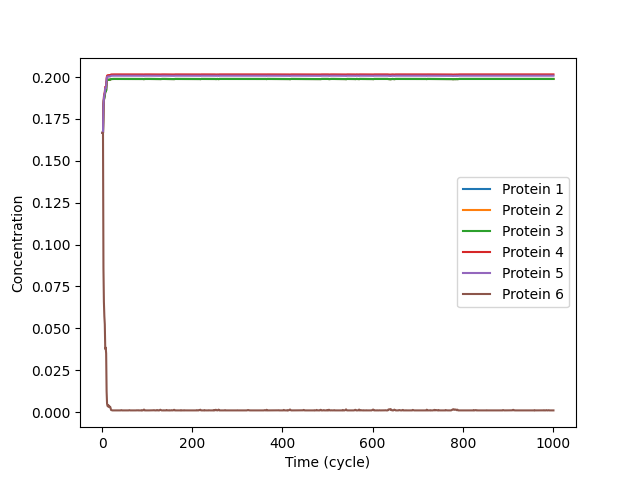 0.200
0.175
0.150
0.125
0.100
0.075
0.050
0.025
0.000
Concentration
Protein 1
Protein 2
Protein 3
Protein 4
Protein 5
Protein 6
0 200 400 600 800 1000
Time (cycle)